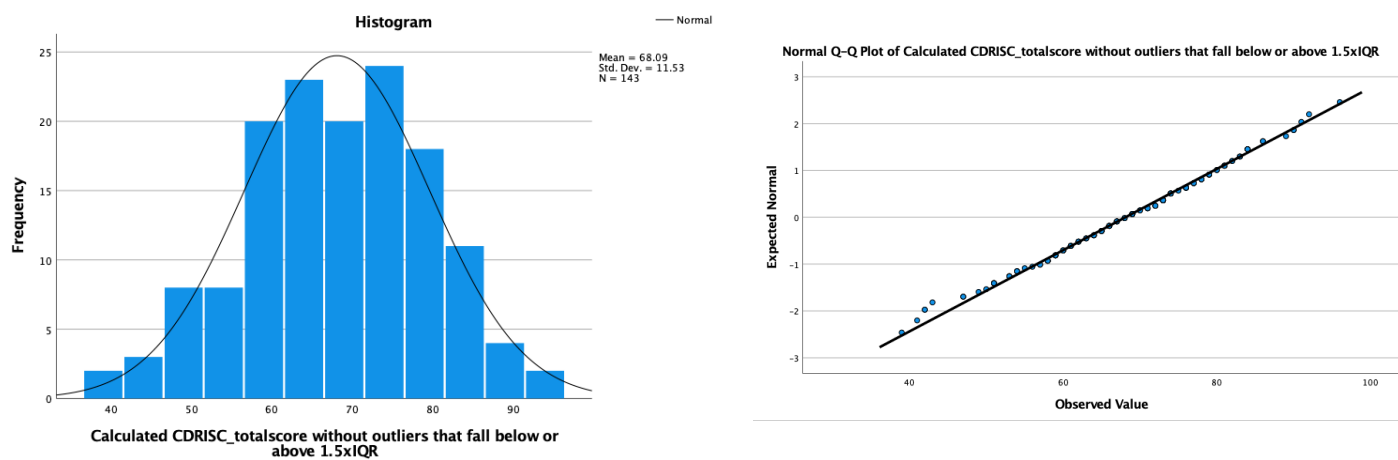 Histogram
Normal
Mean = 68.09
Std. Dev. = 11.53
N = 143
25
20
15
10
5
0
Frequency
40 50 60 70 80 90
Calculated CDRISC_totalscore without outliers that fall below or
above 1.5xIQR
Normal Q-Q Plot of Calculated CDRISC_totalscore without outliers that fall below or above 1.5xIQR
3
2
1
0
-1
-2
-3
Expected Normal
40 60 80 100
Observed Value